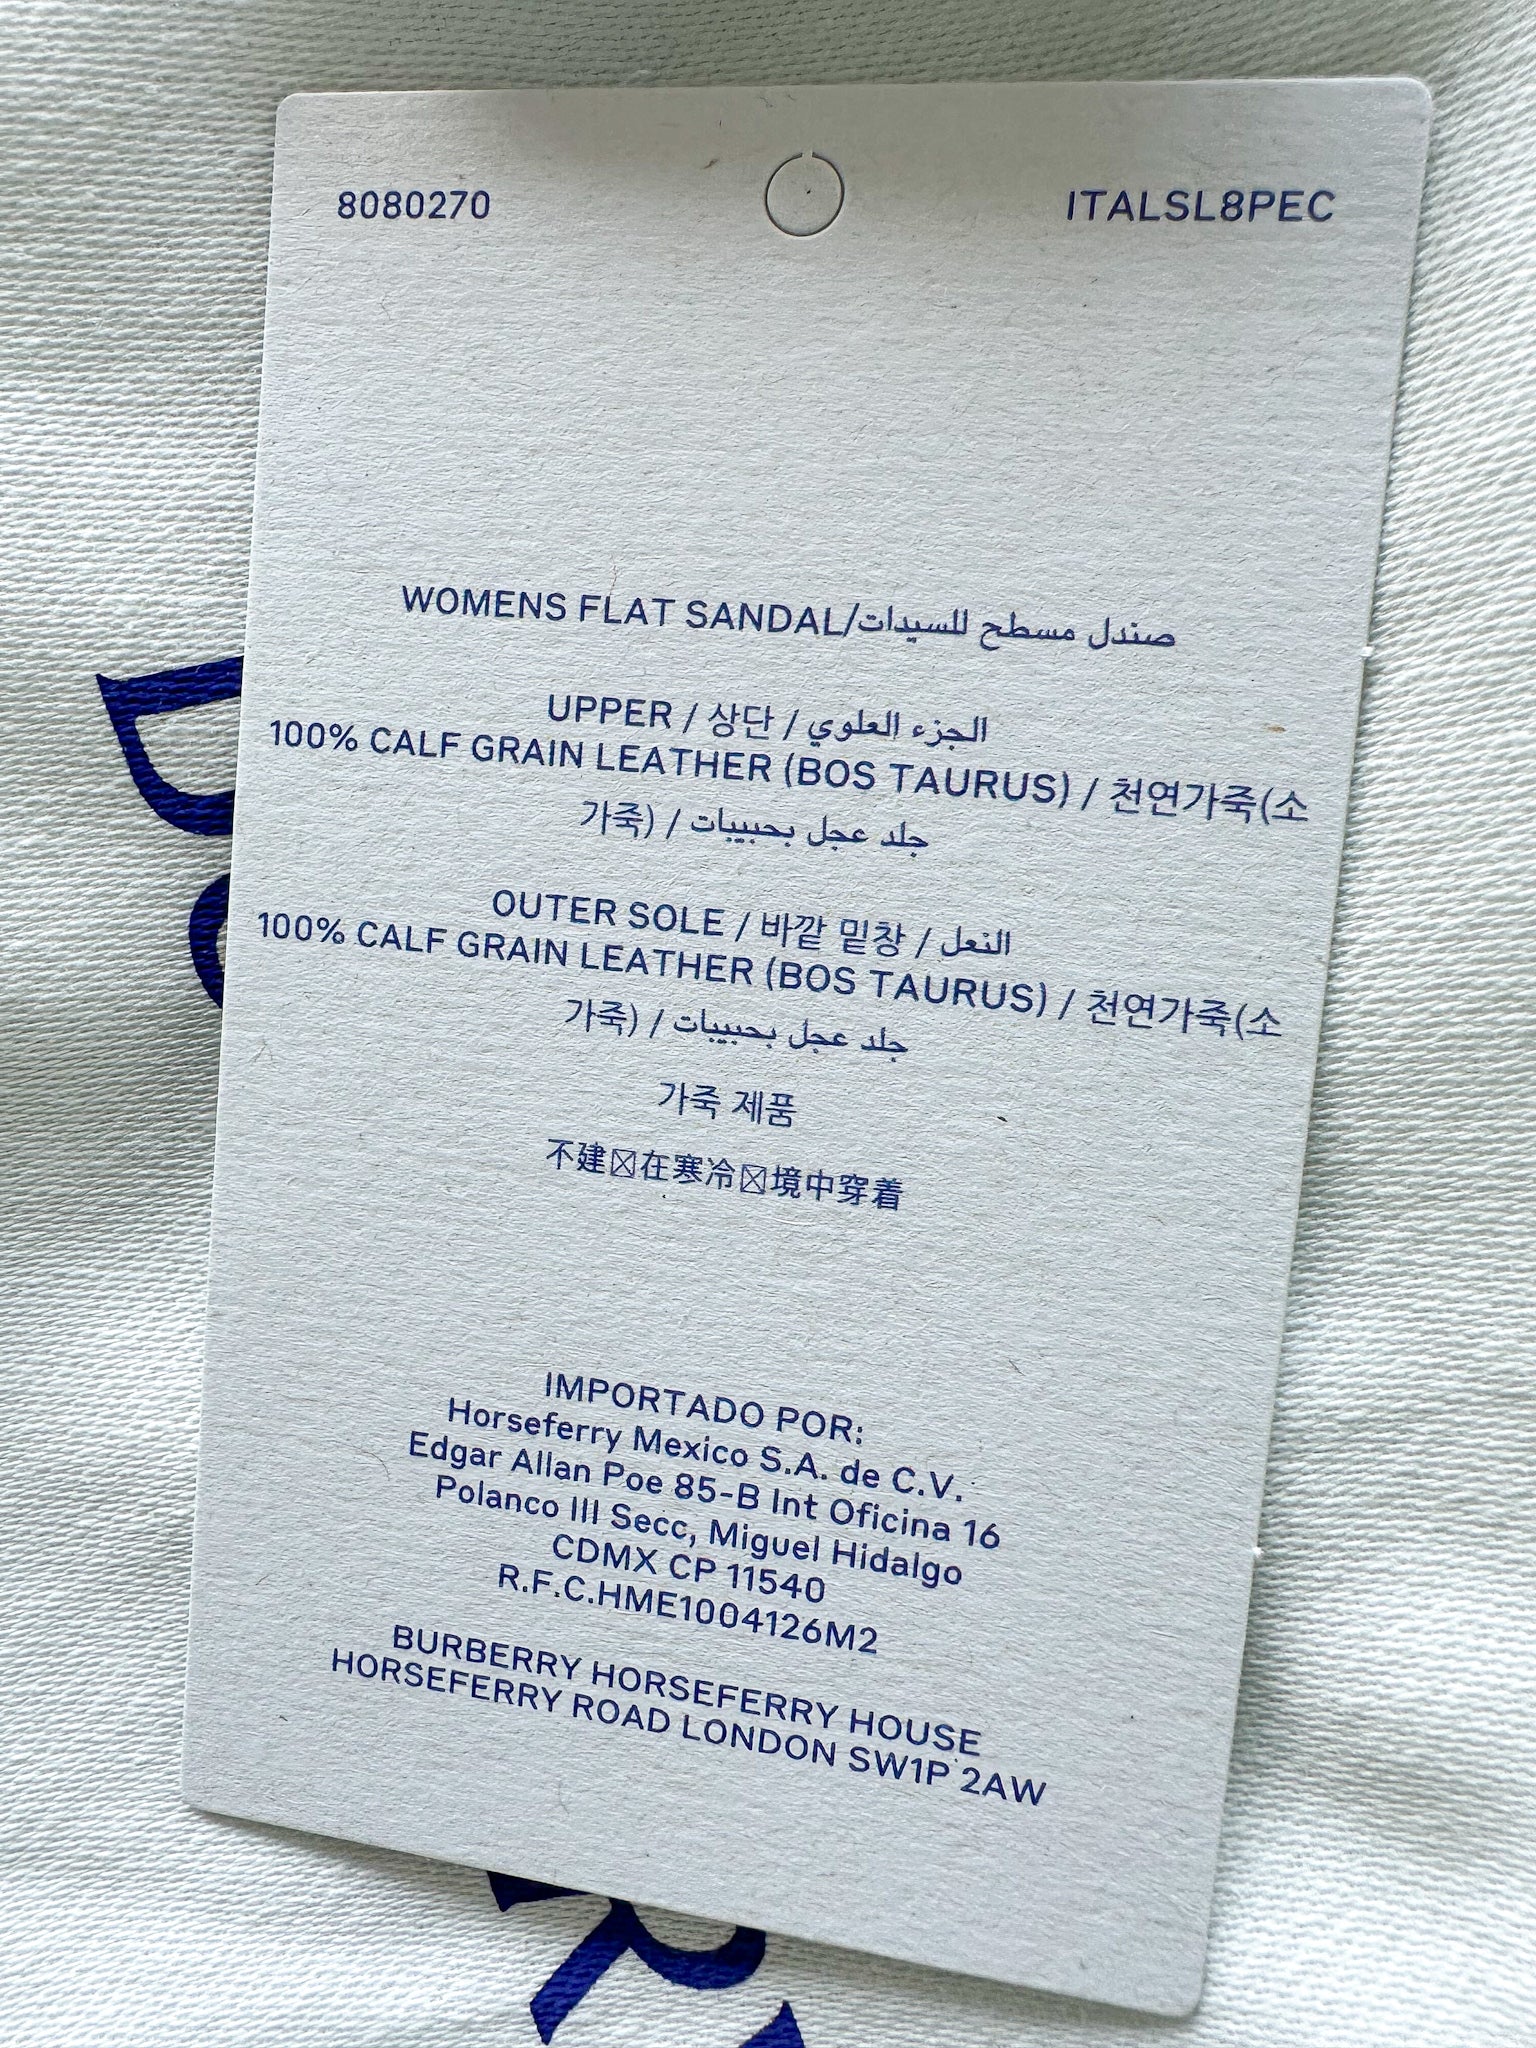 8080270
ITALSL8PEC
WOMENS FLAT SANDAL/صندل مسطح للسيدات
UPPER / 상단 / الجزء العلوي
100% CALF GRAIN LEATHER (BOS TAURUS) / 천연가죽(소
가죽) / جلد عجل بحبيبات
OUTER SOLE / 바깥 밑창 / النعل
100% CALF GRAIN LEATHER (BOS TAURUS) / 천연가죽(소
가죽) / جلد عجل بحبيبات
가죽 제품
不建☒在寒冷☒境中穿着
IMPORTADO POR:
Horseferry Mexico S.A. de C.V.
Edgar Allan Poe 85-B Int Oficina 16
Polanco III Secc, Miguel Hidalgo
CDMX CP 11540
R.F.C.HME1004126M2
BURBERRY HORSEFERRY HOUSE
HORSEFERRY ROAD LONDON SW1P 2AW